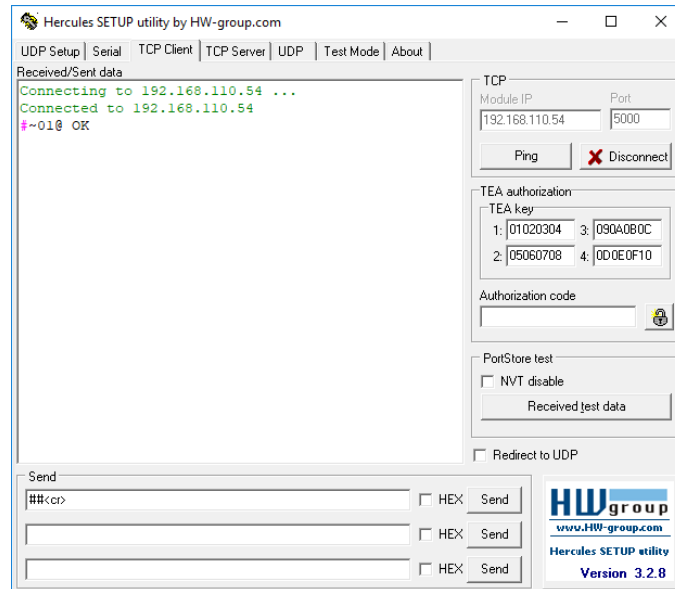 Hercules SETUP utility by HW-group.com
UDP Setup Serial TCP Client TCP Server UDP Test Mode About
Received/Sent data
Connecting to 192.168.110.54 ...
Connected to 192.168.110.54
#~01@ OK
TCP
Module IP Port
192.168.110.54 5000
Ping Disconnect
TEA authorization
TEA key
1: 01020304 3: 090A0B0C
2: 05060708 4: 0D0E0F10
Authorization code
PortStore test
NVT disable
Received test data
Redirect to UDP
Send
##<cr> HEX Send
HEX Send
HEX Send
HW group
www.HW-group.com
Hercules SETUP utility
Version 3.2.8